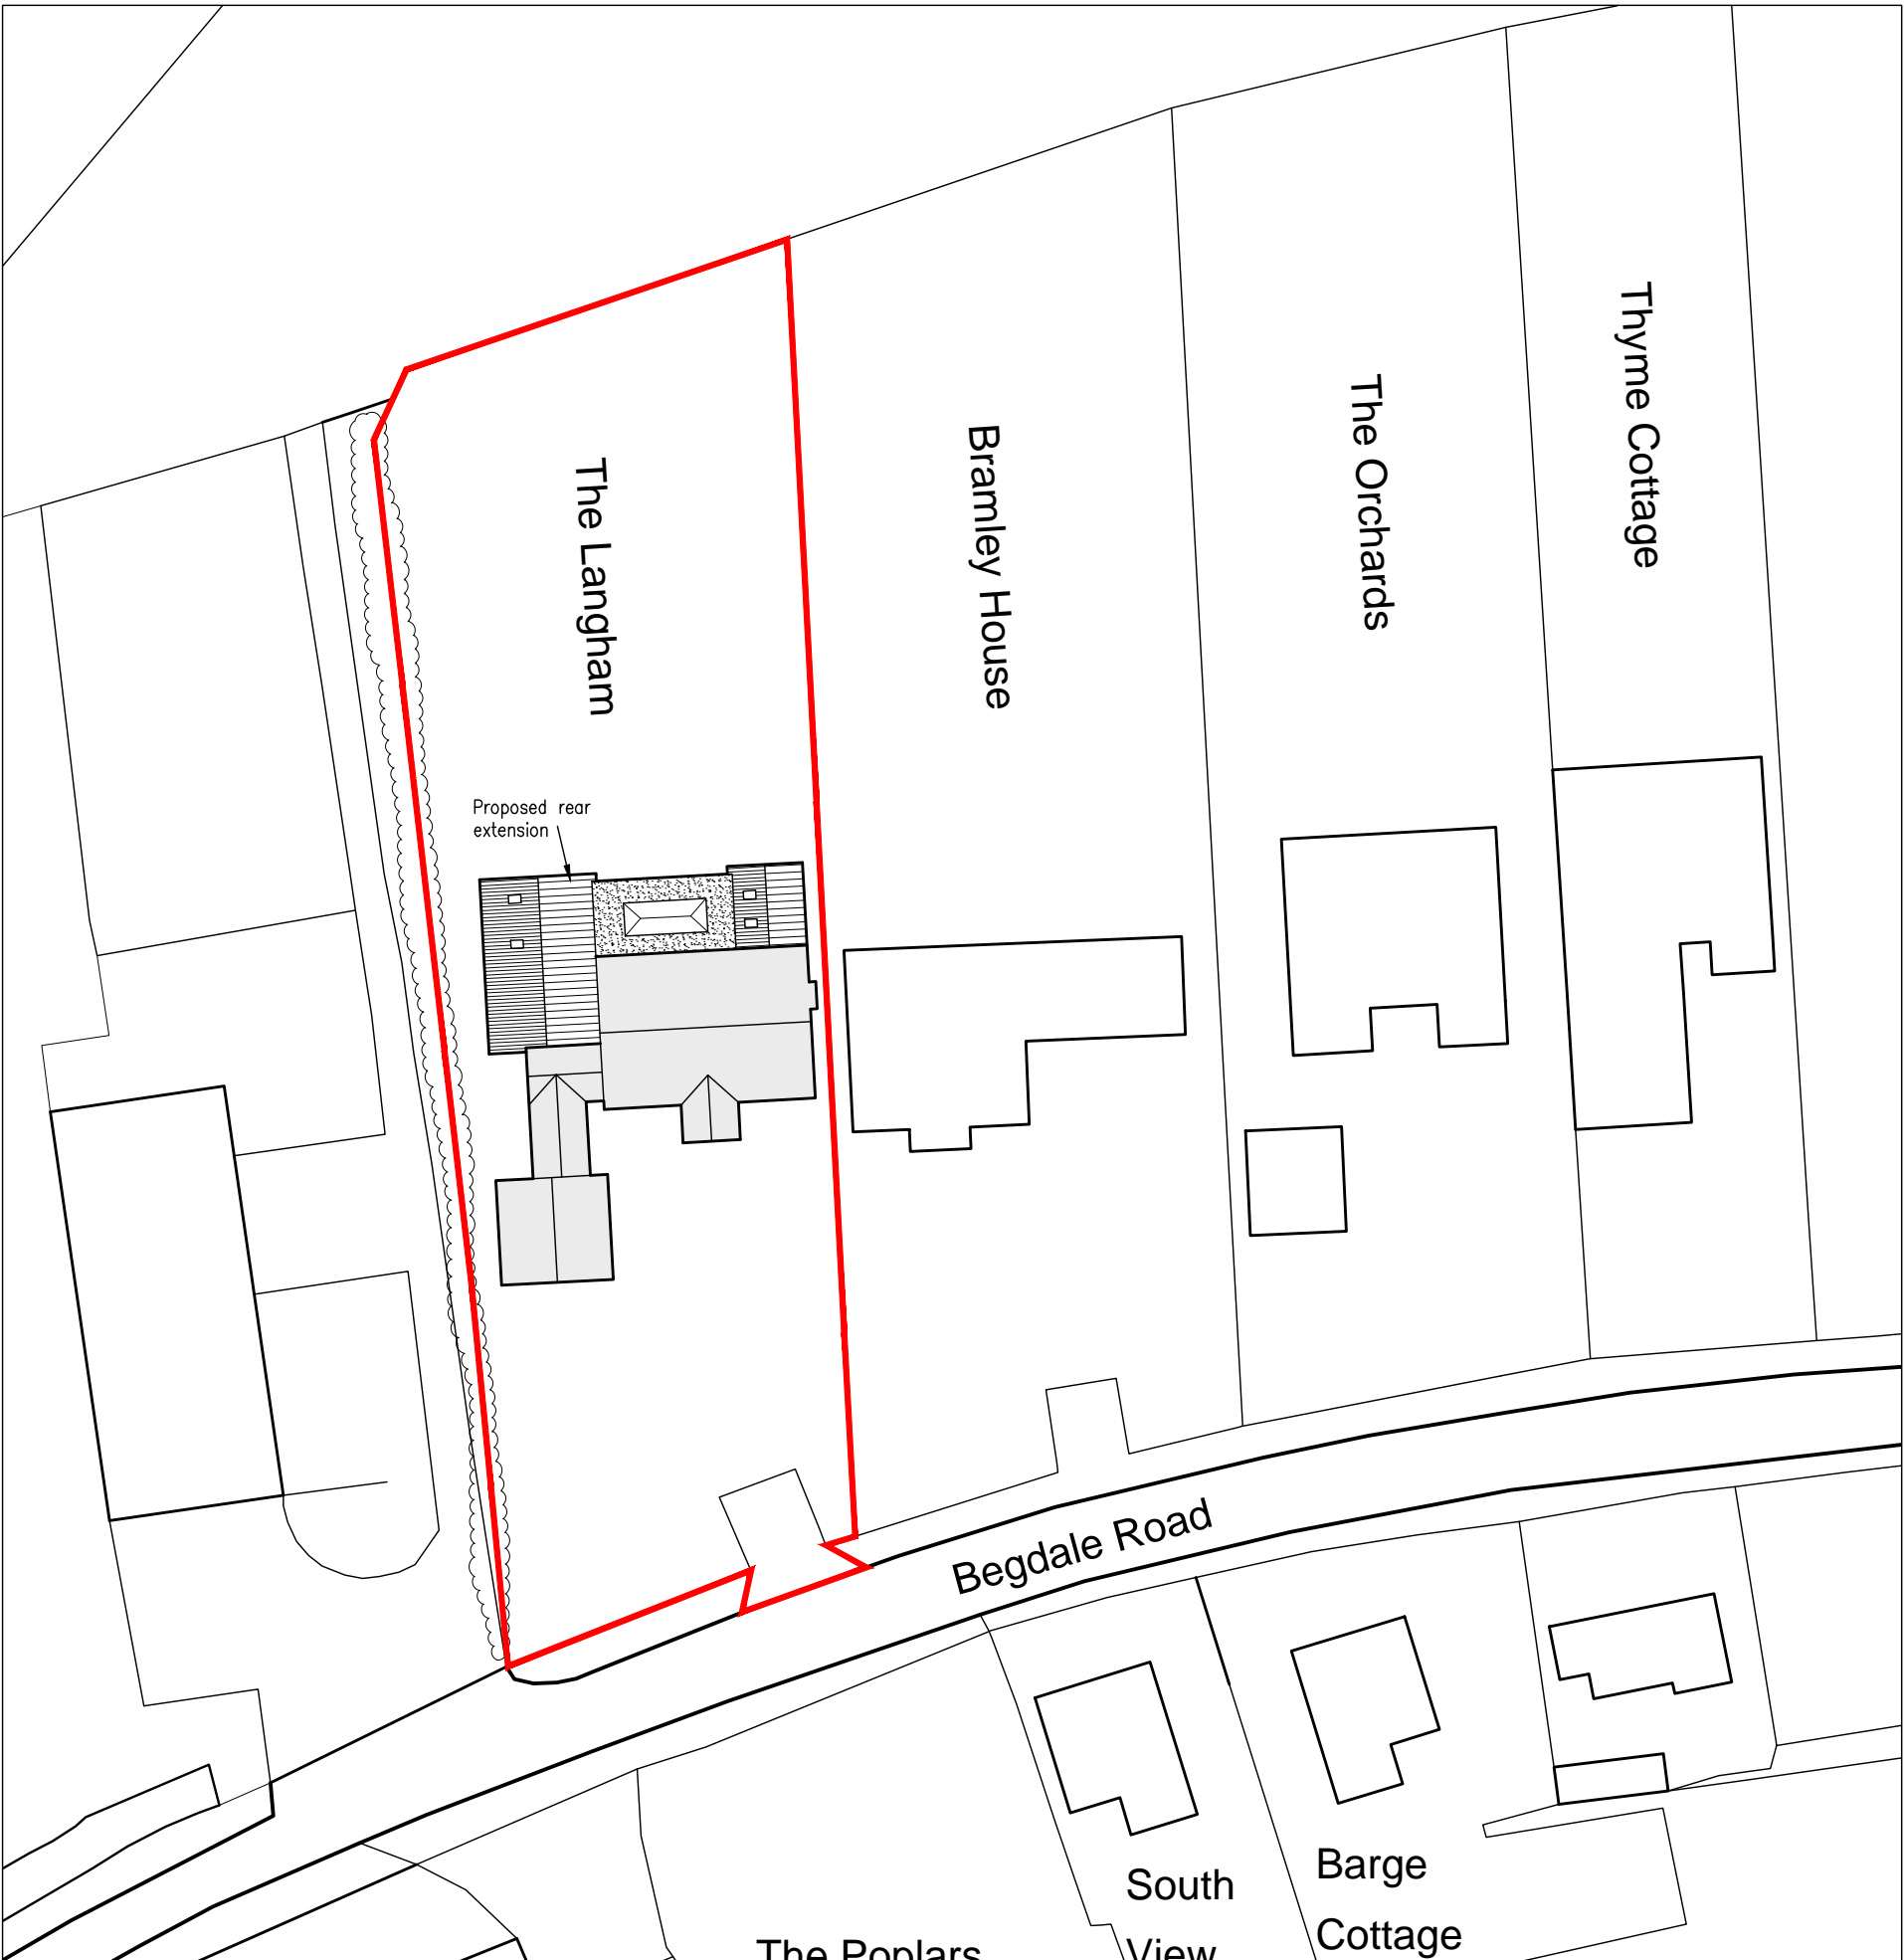 Thyme Cottage
The Orchards
Bramley House
The Langham
Proposed rear
extension
Begdale Road
South
View
Barge
Cottage
The Poplars